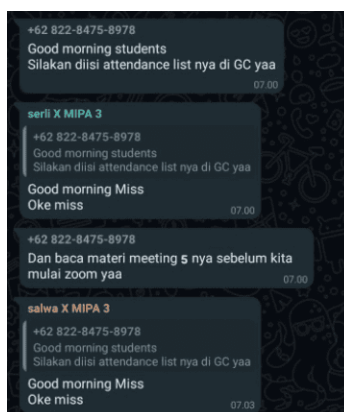 +62 822-8475-8978
Good morning students
Silakan diisi attendance list nya di GC yaa
07.00
serli X MIPA 3
+62 822-8475-8978
Good morning students
Silakan diisi attendance list nya di GC yaa
Good morning Miss
Oke miss
07.00
+62 822-8475-8978
Dan baca materi meeting 5 nya sebelum kita
mulai zoom yaa
07.00
salwa X MIPA 3
+62 822-8475-8978
Good morning students
Silakan diisi attendance list nya di GC yaa
Good morning Miss
Oke miss
07.03